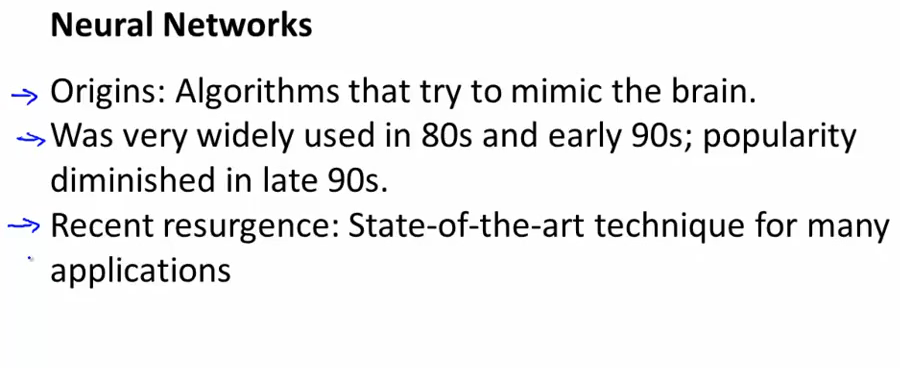 Neural Networks
Origins: Algorithms that try to mimic the brain.
Was very widely used in 80s and early 90s; popularity
diminished in late 90s.
Recent resurgence: State-of-the-art technique for many
applications